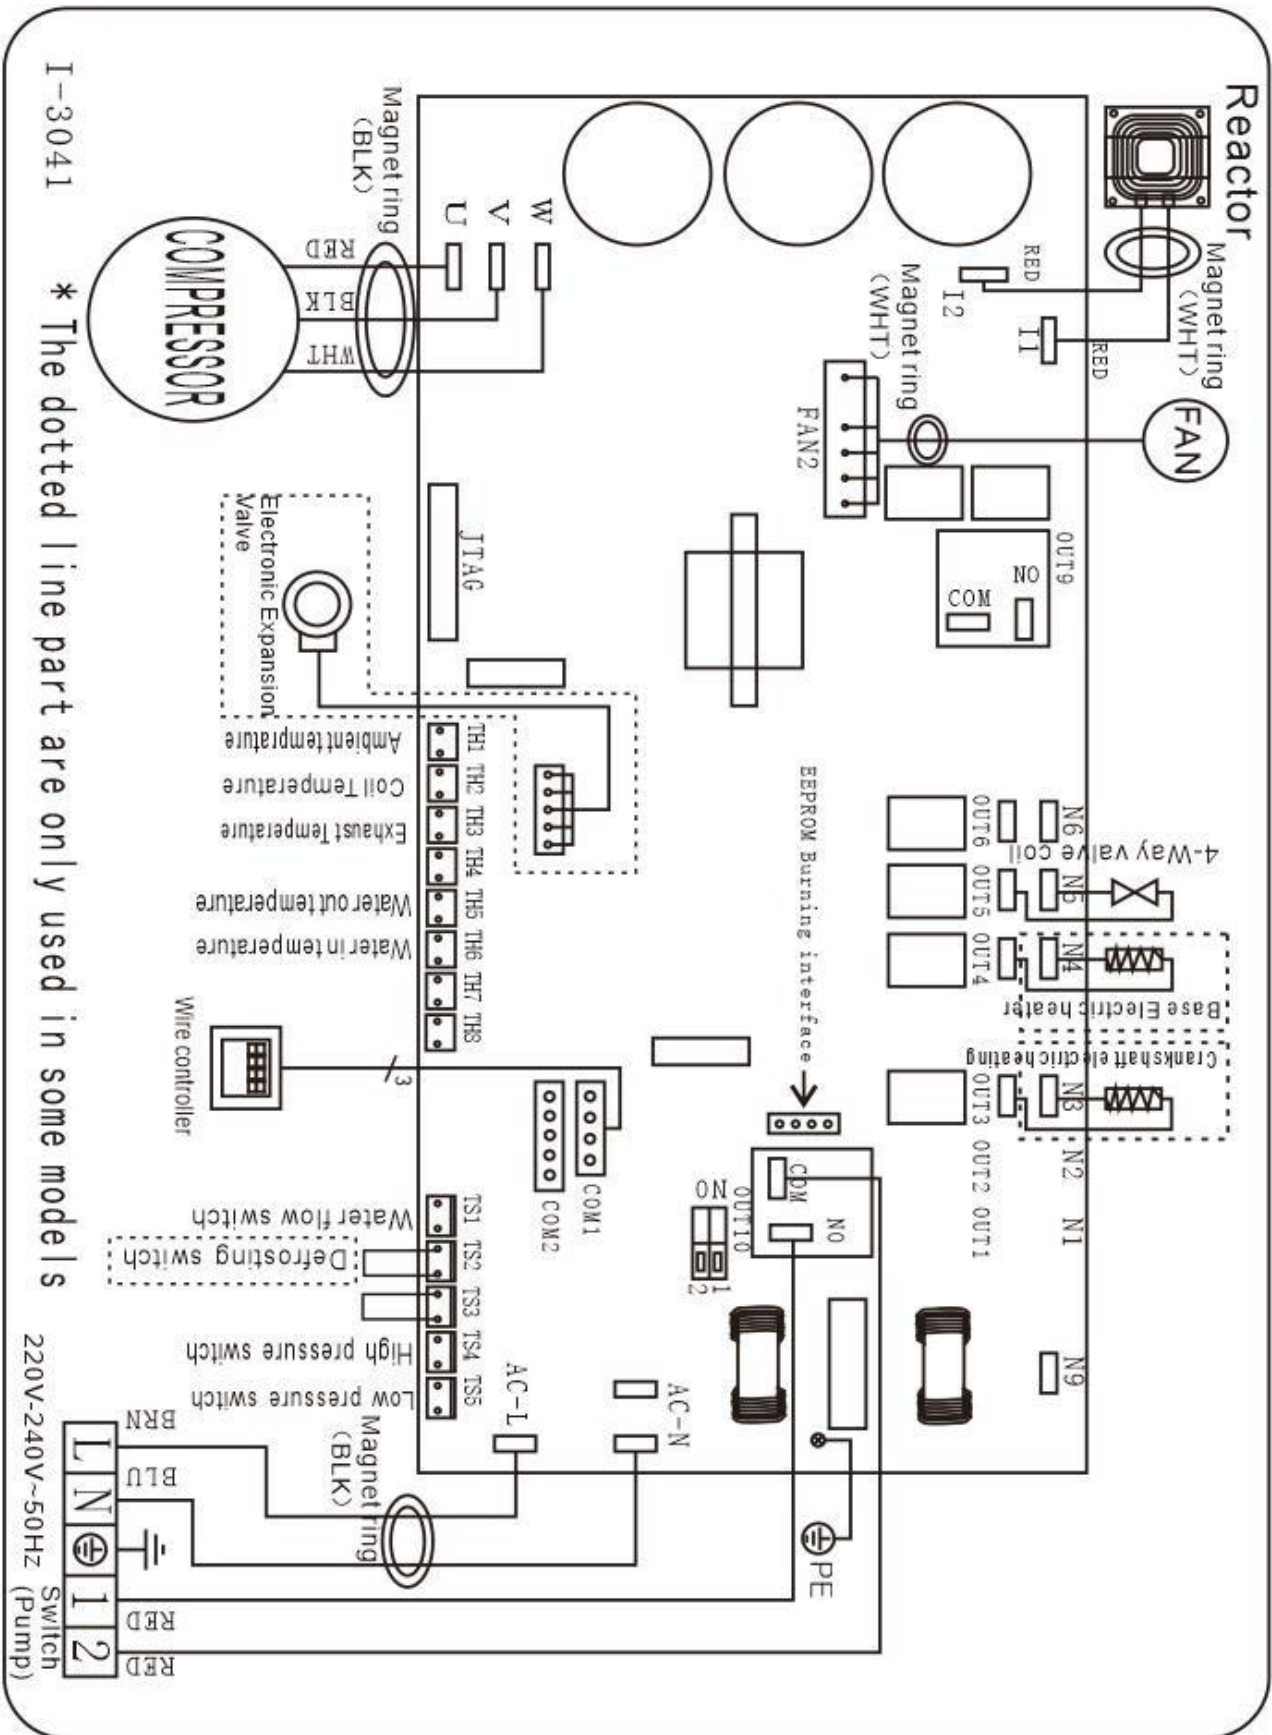 Reactor
Magnet ring
(WHT)
RED
I2
I1
RED
Magnet ring
(WHT)
FAN
FAN2
OUT9
NO
COM
Magnet ring
(BLK)
U
V
W
RED
BLK
WHT
COMPRESSOR
I-3041
JTAG
Electronic Expansion
Valve
EEPROM Burning interface
N6
OUT6
4-Way valve coil
N5
OUT5
N4
OUT4
Base Electric heater
Crankshaft electric heating
N3
OUT3
N2
OUT2
N1
OUT1
N9
TH1
Ambient temprature
TH2
Coil Temperature
TH3
Exhaust Temperature
TH4
TH5
Water out temperature
TH6
Water in temperature
TH7
TH8
Wire controller
3
COM1
COM2
COM
NO
OUT10
ON
1
2
TS1
Water flow switch
TS2
Defrosting switch
TS3
TS4
High pressure switch
TS5
Low pressure switch
AC-L
AC-N
Magnet ring
(BLK)
PE
BRN
BLU
RED
RED
L
N
1
2
220V-240V~50Hz
Switch
(Pump)
* The dotted line part are only used in some models